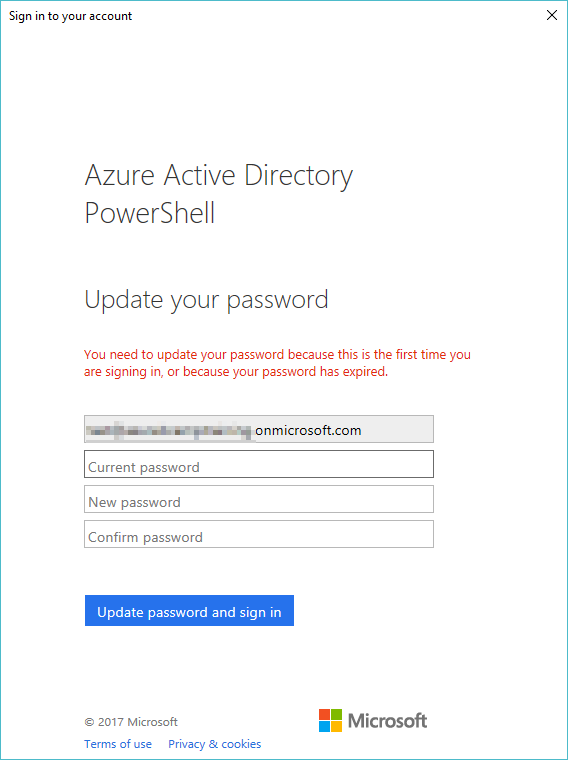 Sign in to your account
Azure Active Directory
PowerShell
Update your password
You need to update your password because this is the first time you
are signing in, or because your password has expired.
onmicrosoft.com
Current password
New password
Confirm password
Update password and sign in
© 2017 Microsoft
Microsoft
Terms of use Privacy & cookies